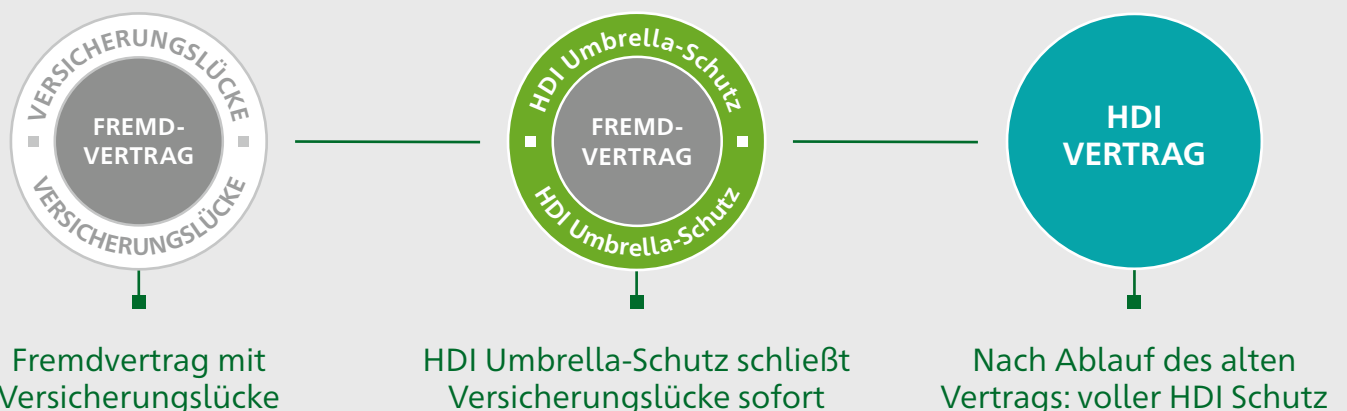 VERSICHERUNGSLÜCKE
FREMD-
VERTRAG
VERSICHERUNGSLÜCKE
HDI Umbrella-Schutz
FREMD-
VERTRAG
HDI Umbrella-Schutz
HDI
VERTRAG
Fremdvertrag mit
Versicherungslücke
HDI Umbrella-Schutz schließt
Versicherungslücke sofort
Nach Ablauf des alten
Vertrags: voller HDI Schutz